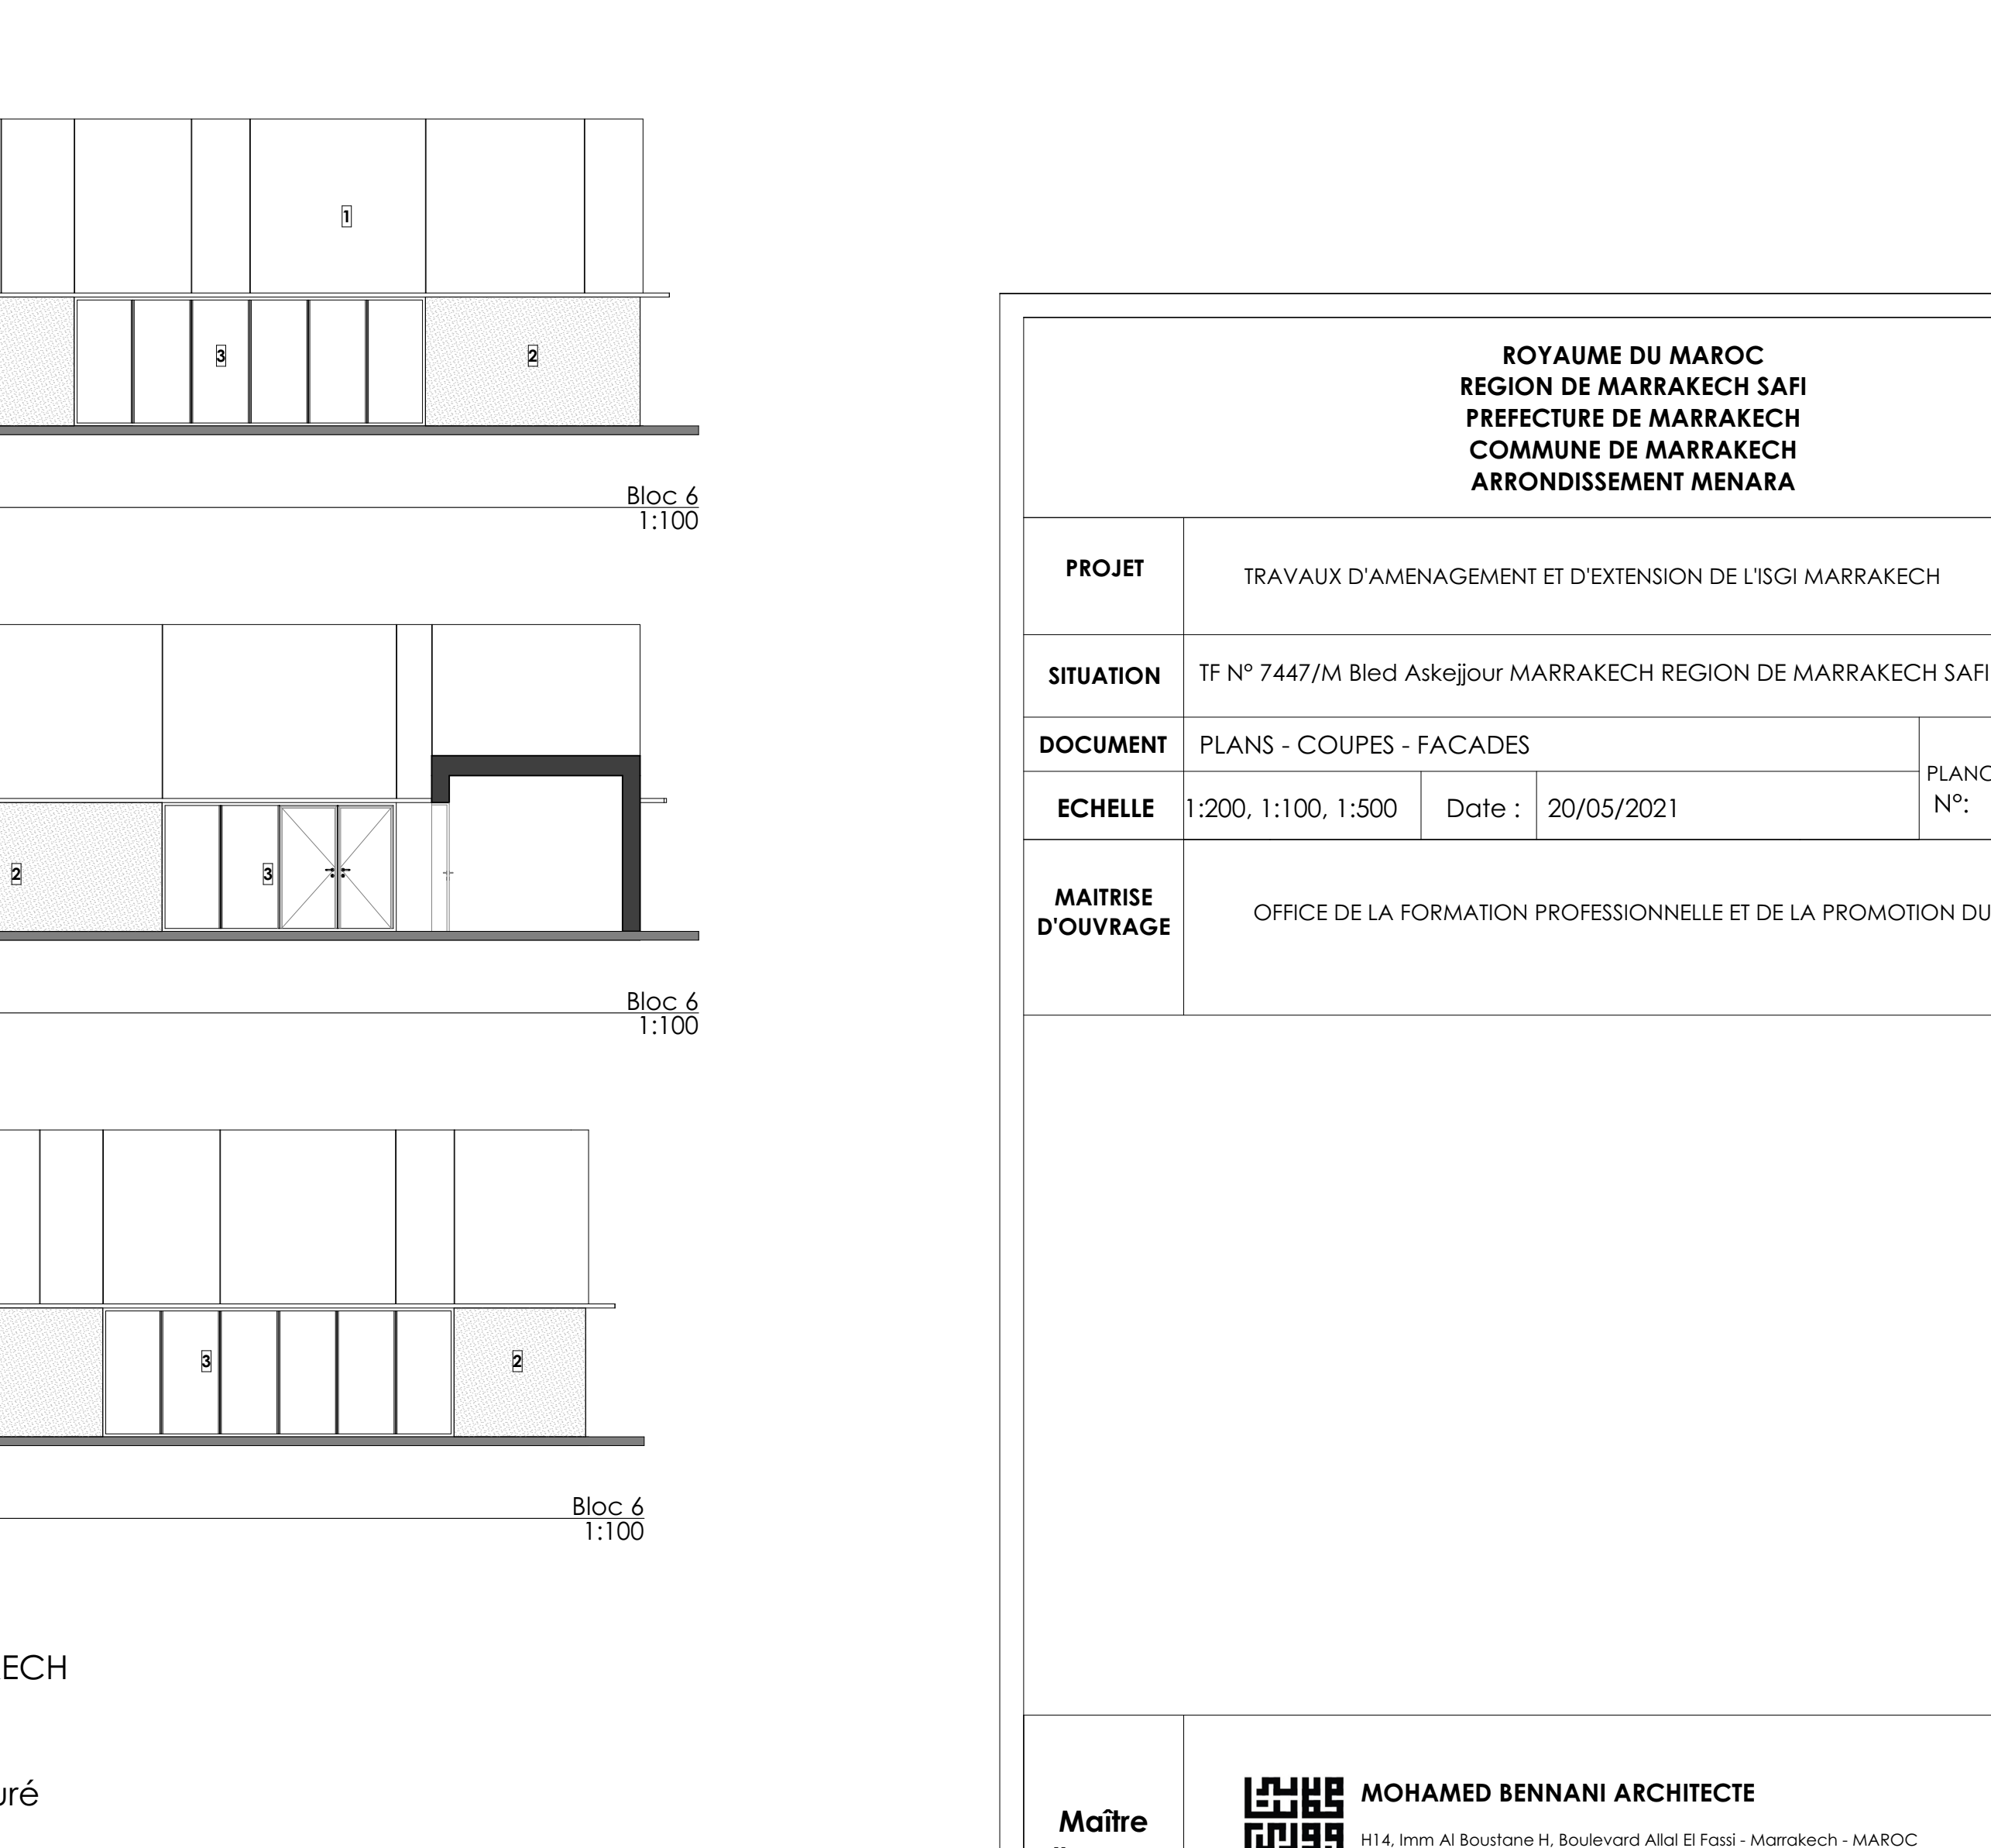 1
3
2
Bloc 6
1:100
2
3
Bloc 6
1:100
3
2
Bloc 6
1:100
ECH
uré
ROYAUME DU MAROC
REGION DE MARRAKECH SAFI
PREFECTURE DE MARRAKECH
COMMUNE DE MARRAKECH
ARRONDISSEMENT MENARA
PROJET
TRAVAUX D'AMENAGEMENT ET D'EXTENSION DE L'ISGI MARRAKECH
SITUATION
TF N° 7447/M Bled Askejjour MARRAKECH REGION DE MARRAKECH SAFI
DOCUMENT
PLANS - COUPES - FACADES
PLANC
N°:
ECHELLE
1:200, 1:100, 1:500
Date :
20/05/2021
MAITRISE
D'OUVRAGE
OFFICE DE LA FORMATION PROFESSIONNELLE ET DE LA PROMOTION DU
Maître
MOHAMED BENNANI ARCHITECTE
H14, Imm Al Boustane H, Boulevard Allal El Fassi - Marrakech - MAROC